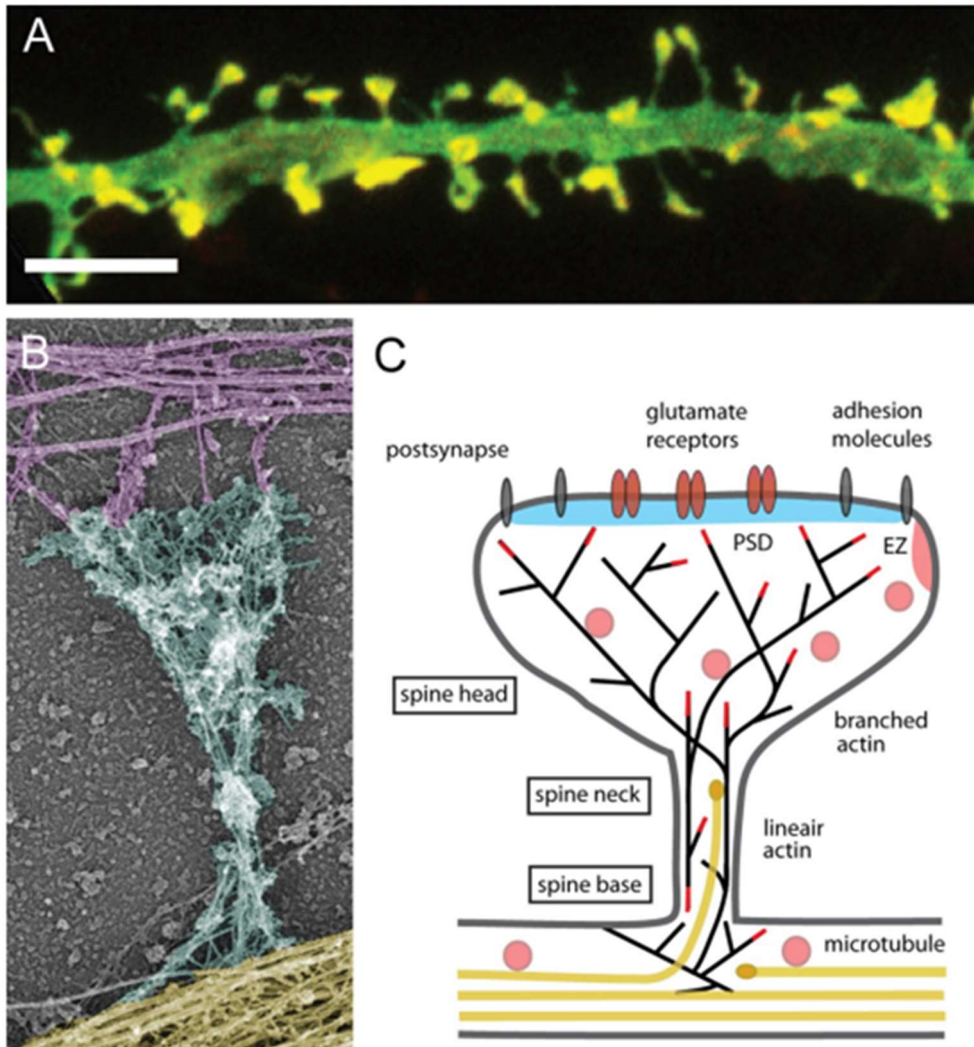 A
B
C
glutamate
receptors
adhesion
molecules
postsynapse
PSD
EZ
spine head
branched
actin
spine neck
lineair
actin
spine base
microtubule